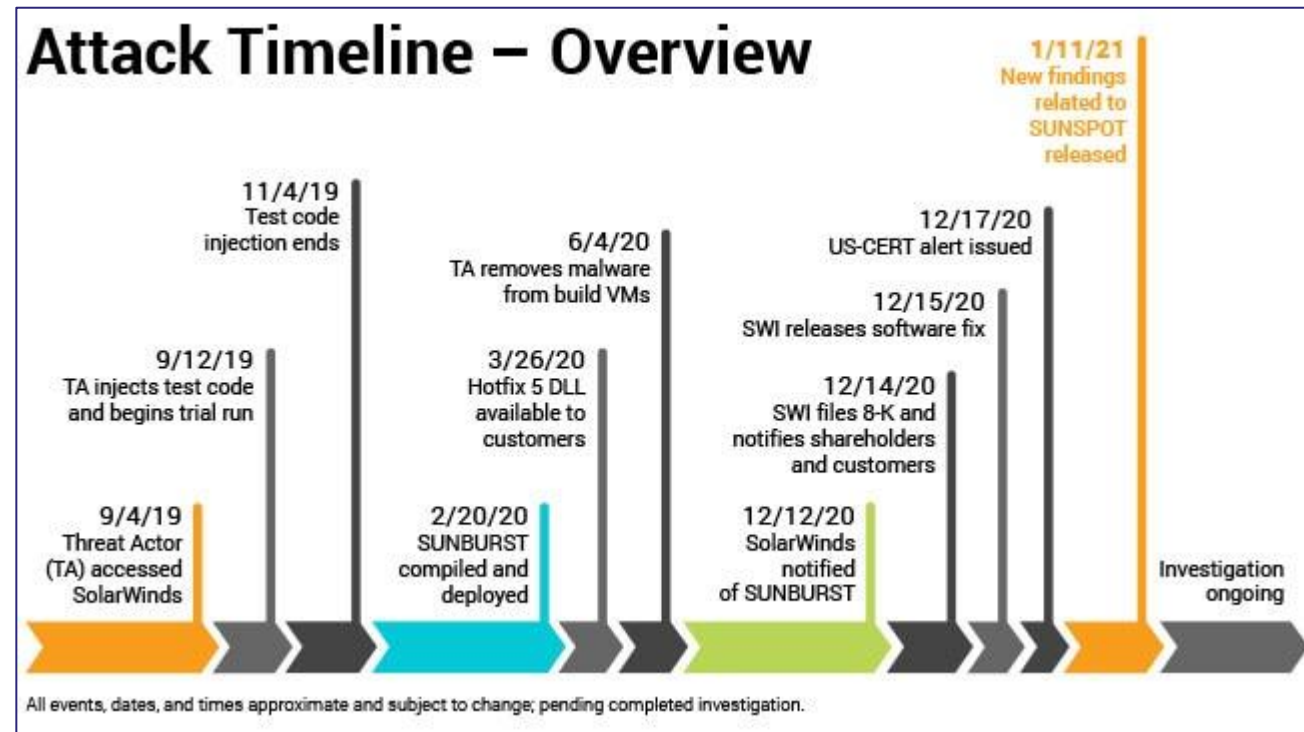 Attack Timeline – Overview
9/4/19
Threat Actor
(TA) accessed
SolarWinds
9/12/19
TA injects test code
and begins trial run
11/4/19
Test code
injection ends
2/20/20
SUNBURST
compiled and
deployed
3/26/20
Hotfix 5 DLL
available to
customers
6/4/20
TA removes malware
from build VMs
12/12/20
SolarWinds
notified
of SUNBURST
12/14/20
SWI files 8-K and
notifies shareholders
and customers
12/15/20
SWI releases software fix
12/17/20
US-CERT alert issued
1/11/21
New findings
related to
SUNSPOT
released
Investigation
ongoing
All events, dates, and times approximate and subject to change; pending completed investigation.